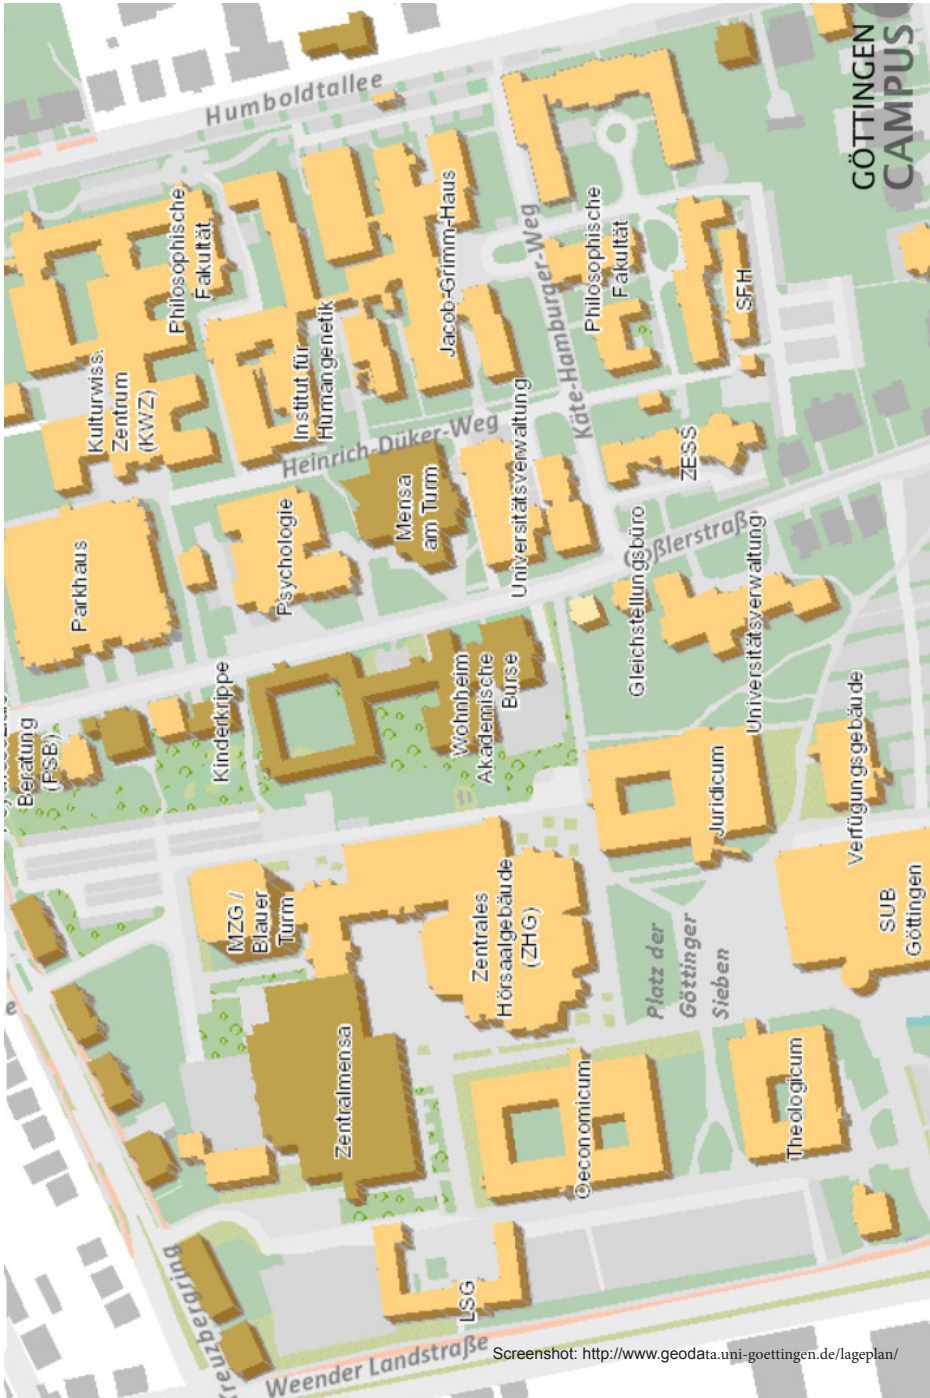 GÖTTINGEN
CAMPUS
Humboldtallee
Philosophische
Fakultät
Kulturwiss.
Zentrum
(KWZ)
Institut für
Humangenetik
Jacob-Grimm-Haus
Käte-Hamburger-Weg
Philosophische
Fakultät
SFH
Heinrich-Düker-Weg
Parkhaus
Psychologie
Mensa
am Turm
Universitätsverwaltung
ZESS
Goßlerstraße
Gleichstellungsbüro
Universitätsverwaltung
Beratung
(PSB)
Kinderkrippe
Wohnheim
Akademische
Burse
Juridicum
Verfügungsgebäude
MZG /
Blauer
Turm
Zentrales
Hörsaalgebäude
(ZHG)
Platz der
Göttinger
Sieben
SUB
Göttingen
Zentralmensa
Oeconomicum
Theologicum
LSG
Kreuzbergring
Weender Landstraße
Screenshot: http://www.geodata.uni-goettingen.de/lageplan/